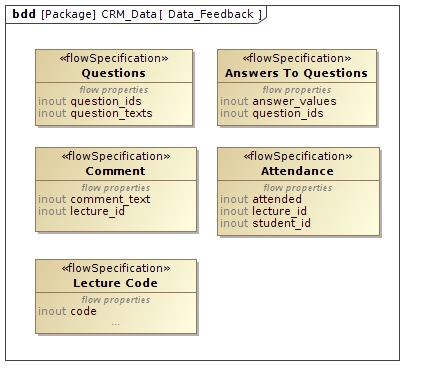 bdd [Package] CRM_Data[ Data_Feedback ]
«flowSpecification»
Questions
flow properties
inout question_ids
inout question_texts
«flowSpecification»
Answers To Questions
flow properties
inout answer_values
inout question_ids
«flowSpecification»
Comment
flow properties
inout comment_text
inout lecture_id
«flowSpecification»
Attendance
flow properties
inout attended
inout lecture_id
inout student_id
«flowSpecification»
Lecture Code
flow properties
inout code
...